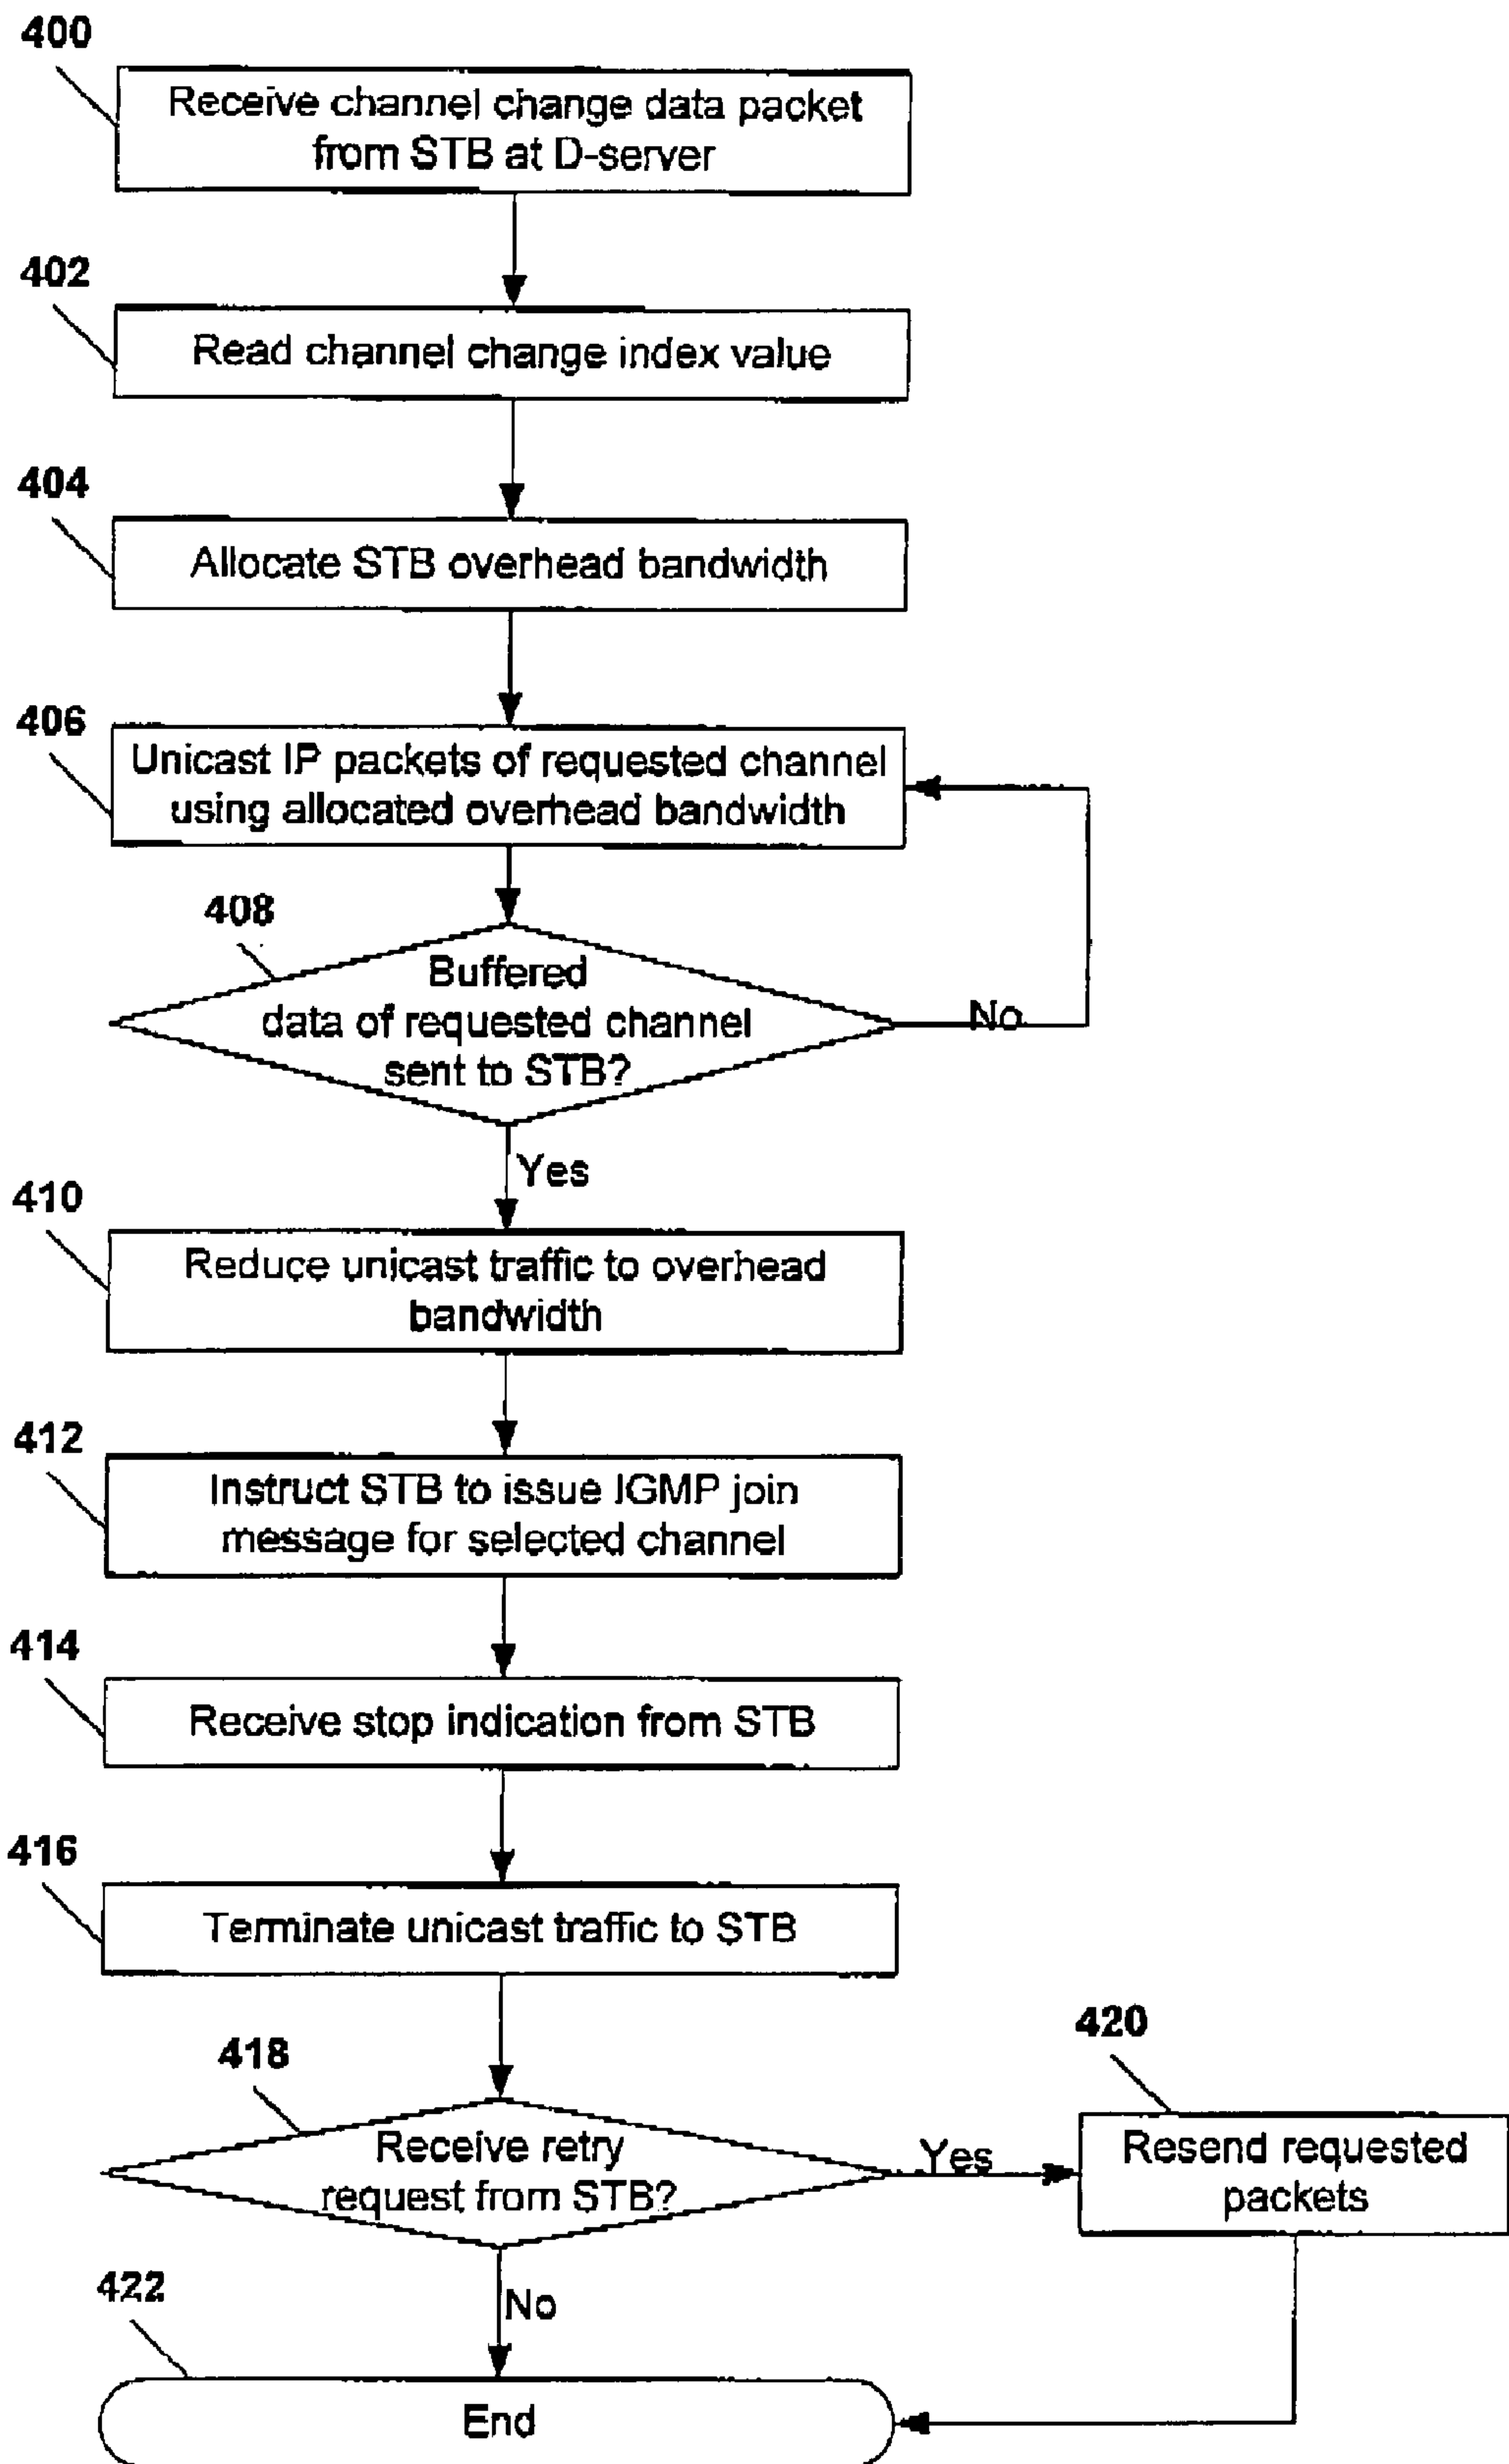 400
Receive channel change data packet
from STB at D-server
402
Read channel change index value
404
Allocate STB overhead bandwidth
406
Unicast IP packets of requested channel
using allocated overhead bandwidth
408
Buffered
data of requested channel
sent to STB?
No
Yes
410
Reduce unicast traffic to overhead
bandwidth
412
Instruct STB to issue IGMP join
message for selected channel
414
Receive stop indication from STB
416
Terminate unicast traffic to STB
418
Receive retry
request from STB?
Yes
420
Resend requested
packets
No
422
End